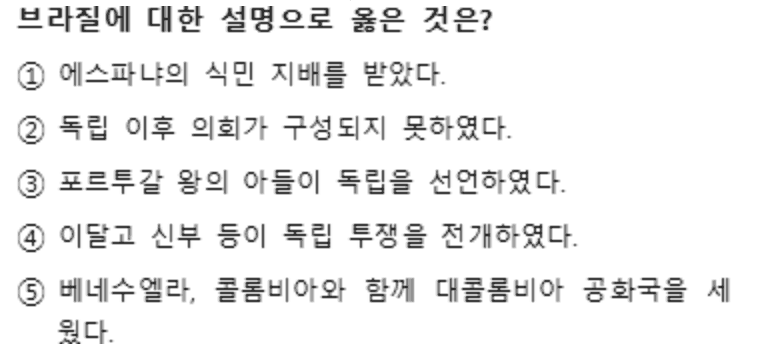 브라질에 대한 설명으로 옳은 것은?
① 에스파냐의 식민 지배를 받았다.
② 독립 이후 의회가 구성되지 못하였다.
③ 포르투갈 왕의 아들이 독립을 선언하였다.
④ 이달고 신부 등이 독립 투쟁을 전개하였다.
⑤ 베네수엘라, 콜롬비아와 함께 대콜롬비아 공화국을 세
웠다.